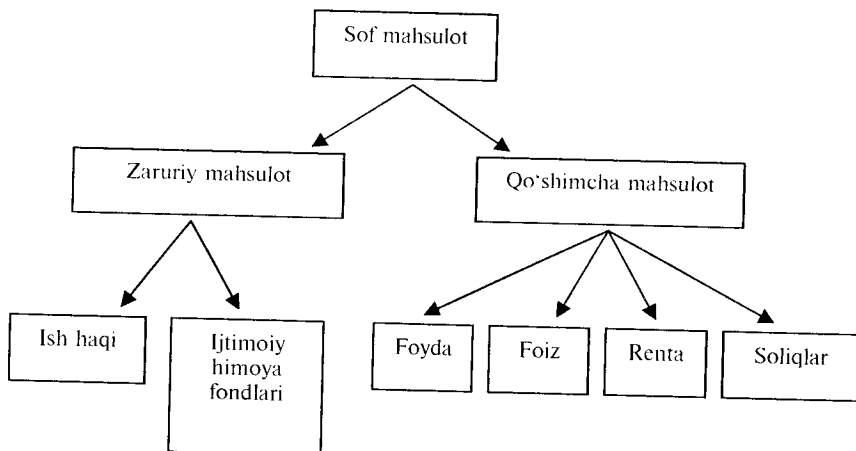 Sof mahsulot
Zaruriy mahsulot
Qo‘shimcha mahsulot
Ish haqi
Ijtimoiy
himoya
fondlari
Foyda
Foiz
Renta
Soliqlar